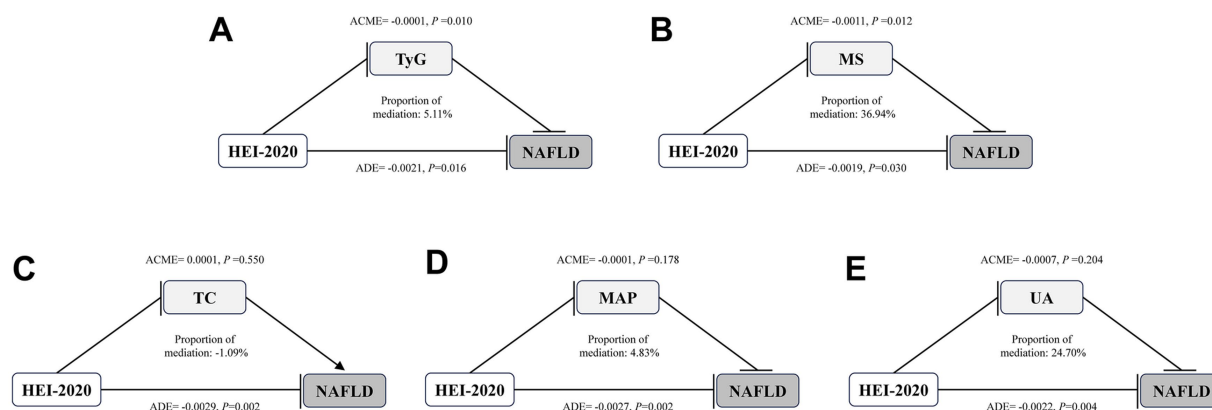 A
ACME= -0.0001, P =0.010
TyG
Proportion of
mediation: 5.11%
HEI-2020
NAFLD
ADE= -0.0021, P=0.016
B
ACME= -0.0011, P =0.012
MS
Proportion of
mediation: 36.94%
HEI-2020
NAFLD
ADE= -0.0019, P=0.030
C
ACME= 0.0001, P =0.550
TC
Proportion of
mediation: -1.09%
HEI-2020
NAFLD
ADE= -0.0029, P=0.002
D
ACME= -0.0001, P =0.178
MAP
Proportion of
mediation: 4.83%
HEI-2020
NAFLD
ADE= -0.0027, P=0.002
E
ACME= -0.0007, P =0.204
UA
Proportion of
mediation: 24.70%
HEI-2020
NAFLD
ADE= -0.0022, P=0.004